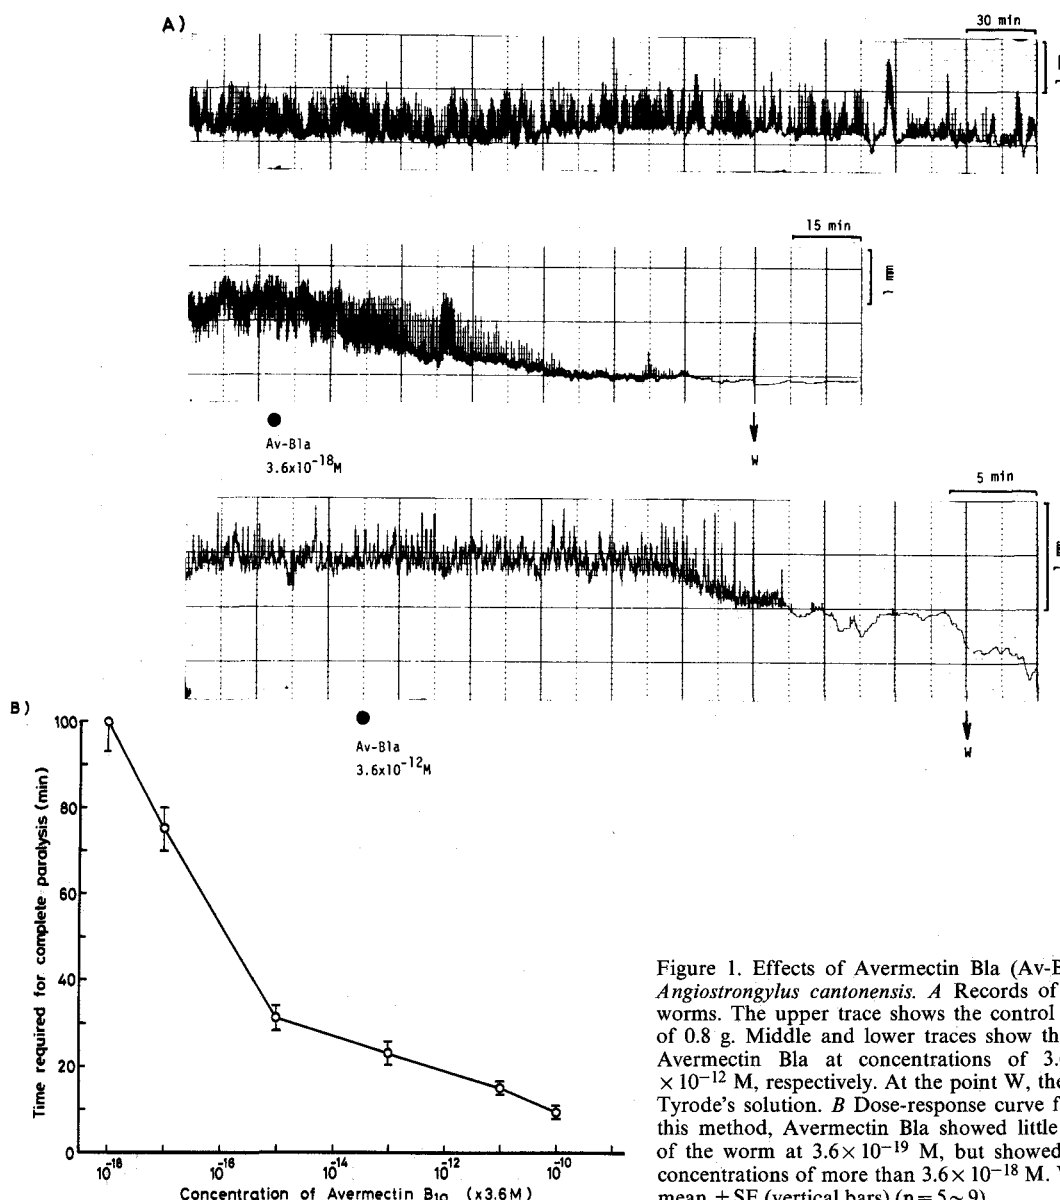 A)
30 min
15 min
1 mm
Av-Bla
3.6x10⁻¹⁸M
W
5 min
1 mm
Av-Bla
3.6x10⁻¹²M
W
B)
Time required for complete paralysis (min)
100
80
60
40
20
0
10⁻¹⁸
10⁻¹⁶
10⁻¹⁴
10⁻¹²
10⁻¹⁰
Concentration of Avermectin B₁ₐ (x3.6M)
Figure 1. Effects of Avermectin Bla (Av-B
Angiostrongylus cantonensis. A Records of
worms. The upper trace shows the control
of 0.8 g. Middle and lower traces show th
Avermectin Bla at concentrations of 3.
× 10⁻¹² M, respectively. At the point W, the
Tyrode's solution. B Dose-response curve f
this method, Avermectin Bla showed little
of the worm at 3.6 × 10⁻¹⁹ M, but showed
concentrations of more than 3.6 × 10⁻¹⁸ M.
mean ± SE (vertical bars) (n = 5~9)